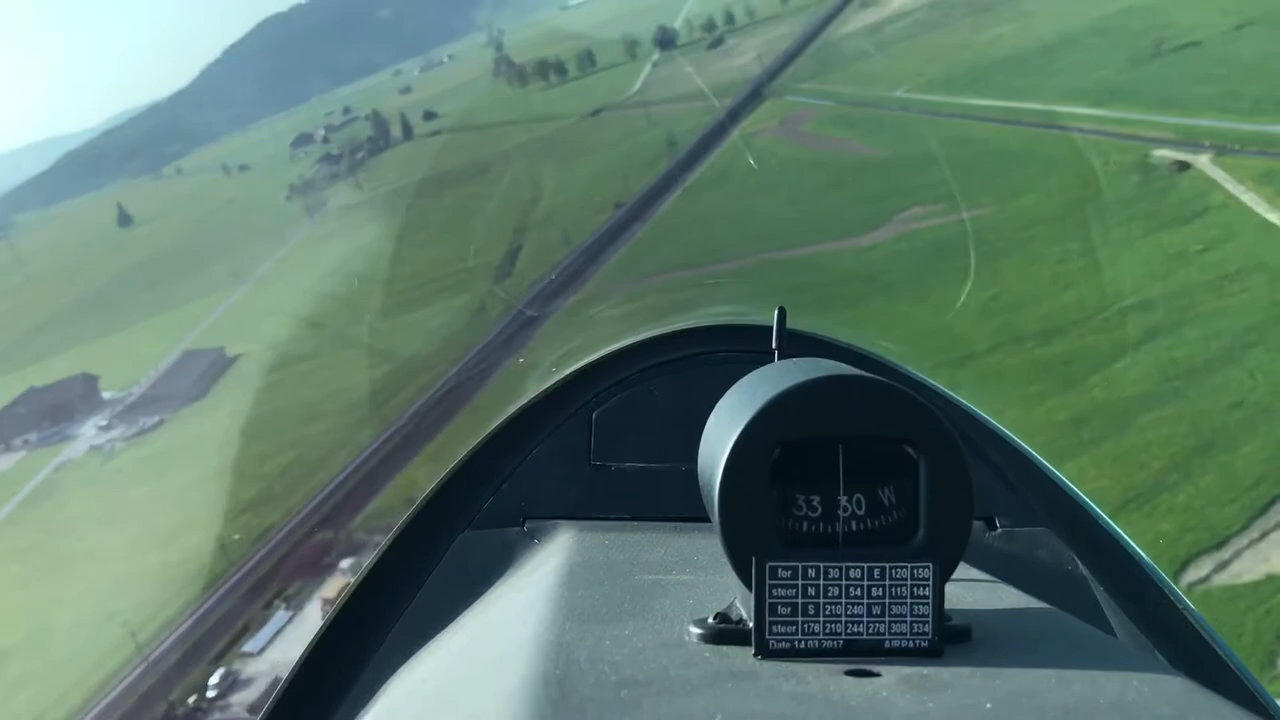 33 30 W
for N 30 60 E 120 150
steer N 29 54 84 115 144
for S 210 240 W 300 330
steer 176 210 244 278 308 334
Date 14.03.2017 AIRPATH